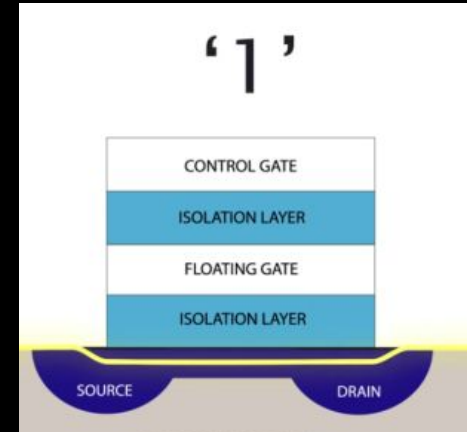 ‘1’
CONTROL GATE
ISOLATION LAYER
FLOATING GATE
ISOLATION LAYER
SOURCE
DRAIN